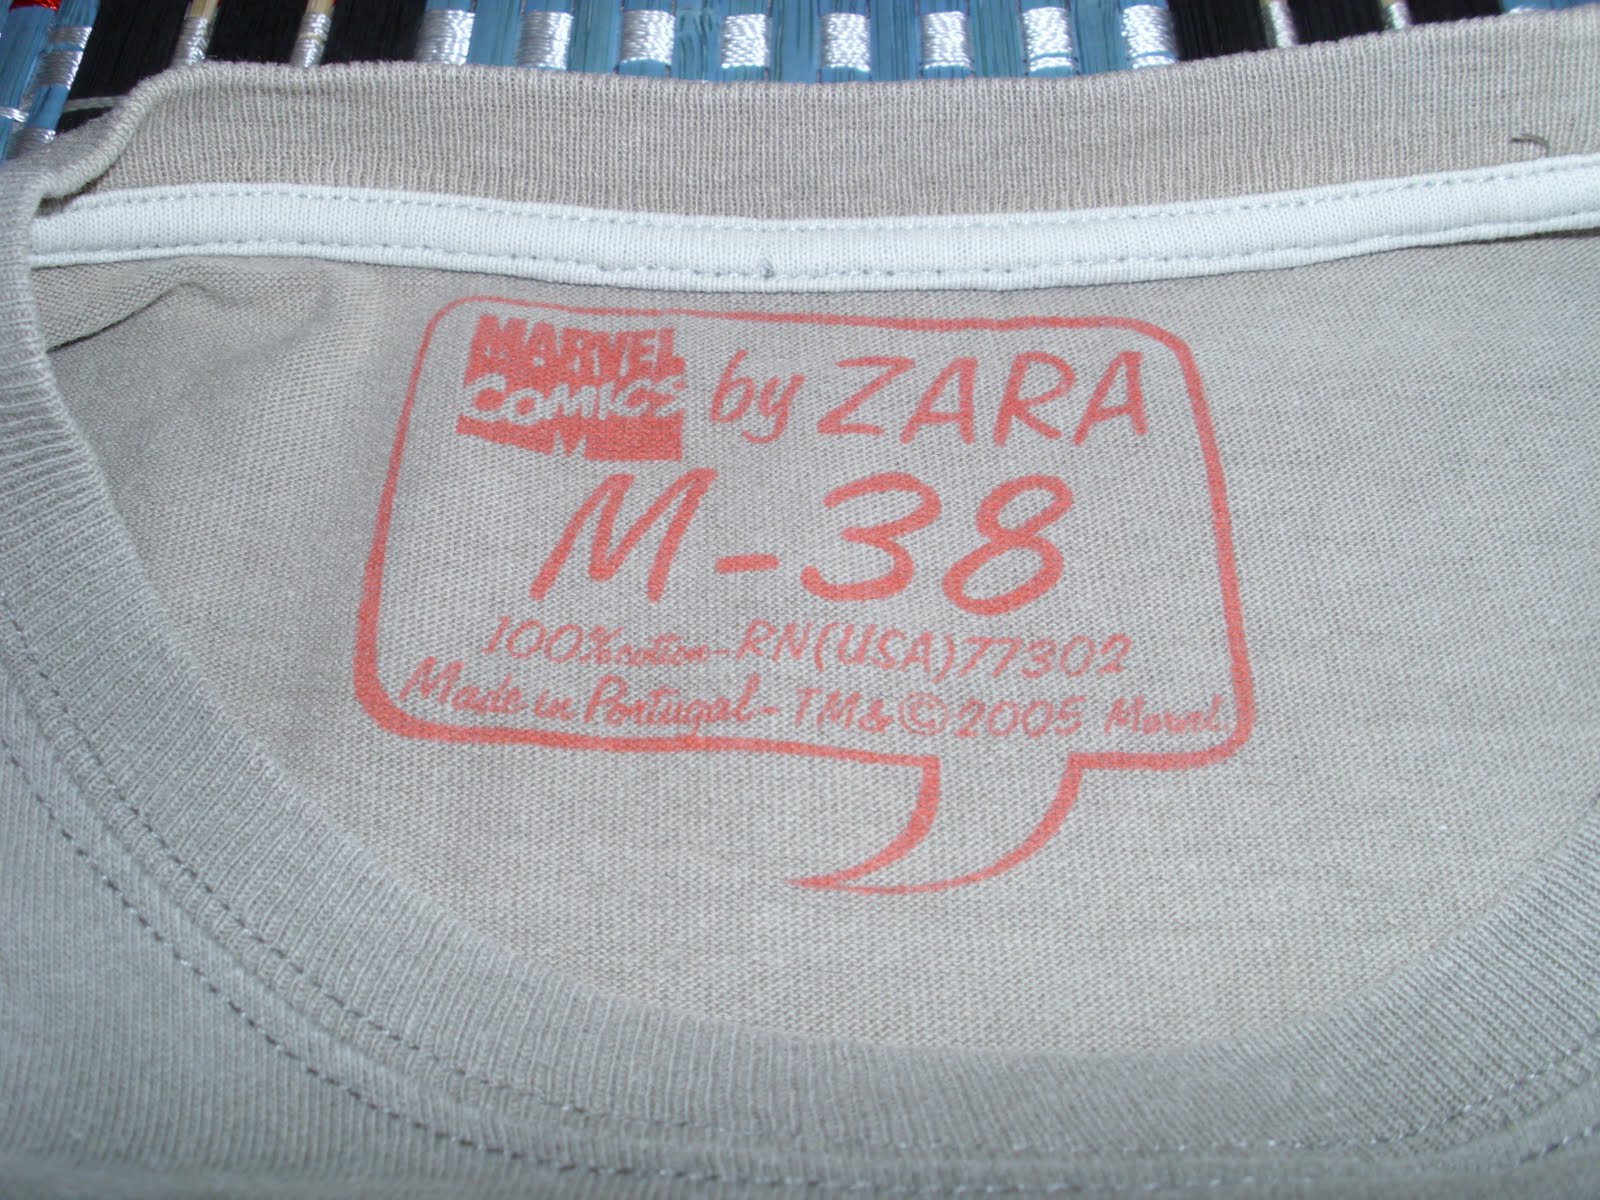 MARVEL COMICS by ZARA
M-38
100% cotton-RN(USA)77302
Made in Portugal-TM&©2005 Marvel.